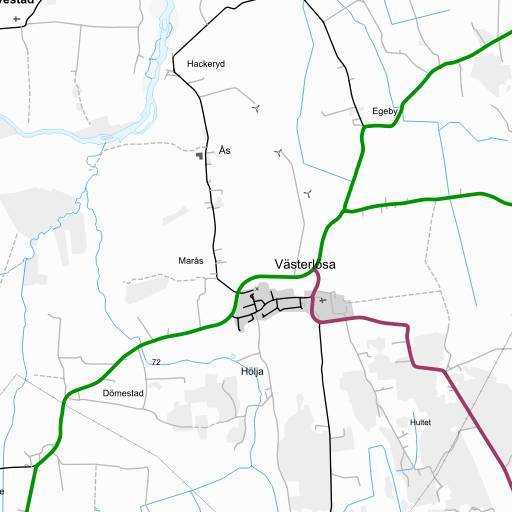 Hackeryd
Egeby
Ås
Marås
Västerlösa
72
Hölja
Dömestad
Hultet